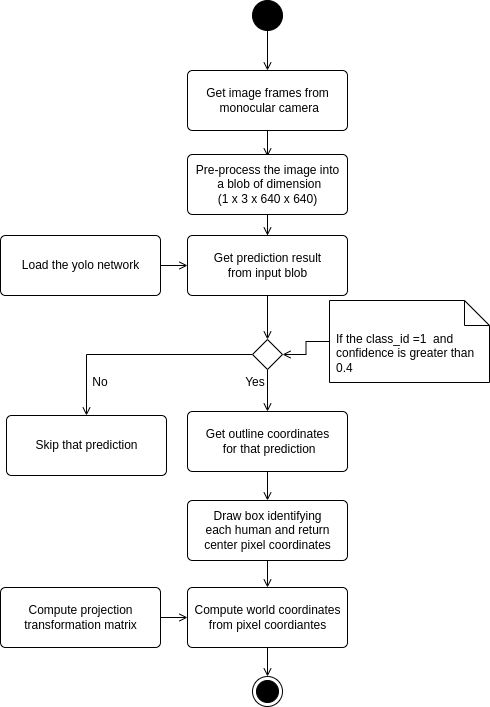 Get image frames from
monocular camera
Pre-process the image into
a blob of dimension
(1 x 3 x 640 x 640)
Load the yolo network
Get prediction result
from input blob
If the class_id =1  and
confidence is greater than
0.4
No
Yes
Skip that prediction
Get outline coordinates
for that prediction
Draw box identifying
each human and return
center pixel coordinates
Compute projection
transformation matrix
Compute world coordinates
from pixel coordiantes